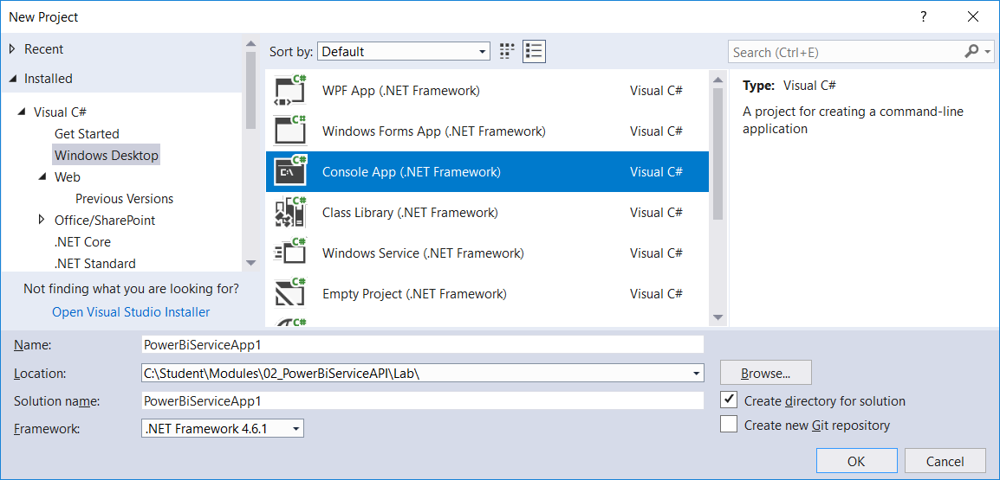 New Project
?
Recent
Installed
Visual C#
Get Started
Windows Desktop
Web
Previous Versions
Office/SharePoint
.NET Core
.NET Standard
Not finding what you are looking for?
Open Visual Studio Installer
Sort by: Default
C# WPF App (.NET Framework) Visual C#
C# Windows Forms App (.NET Framework) Visual C#
C# C:\ Console App (.NET Framework) Visual C#
C# Class Library (.NET Framework) Visual C#
C# Windows Service (.NET Framework) Visual C#
C# Empty Project (.NET Framework) Visual C#
C#
Search (Ctrl+E)
Type: Visual C#
A project for creating a command-line
application
Name: PowerBiServiceApp1
Location: C:\Student\Modules\02_PowerBiServiceAPI\Lab\ Browse...
Solution name: PowerBiServiceApp1
Create directory for solution
Framework: .NET Framework 4.6.1
Create new Git repository
OK Cancel